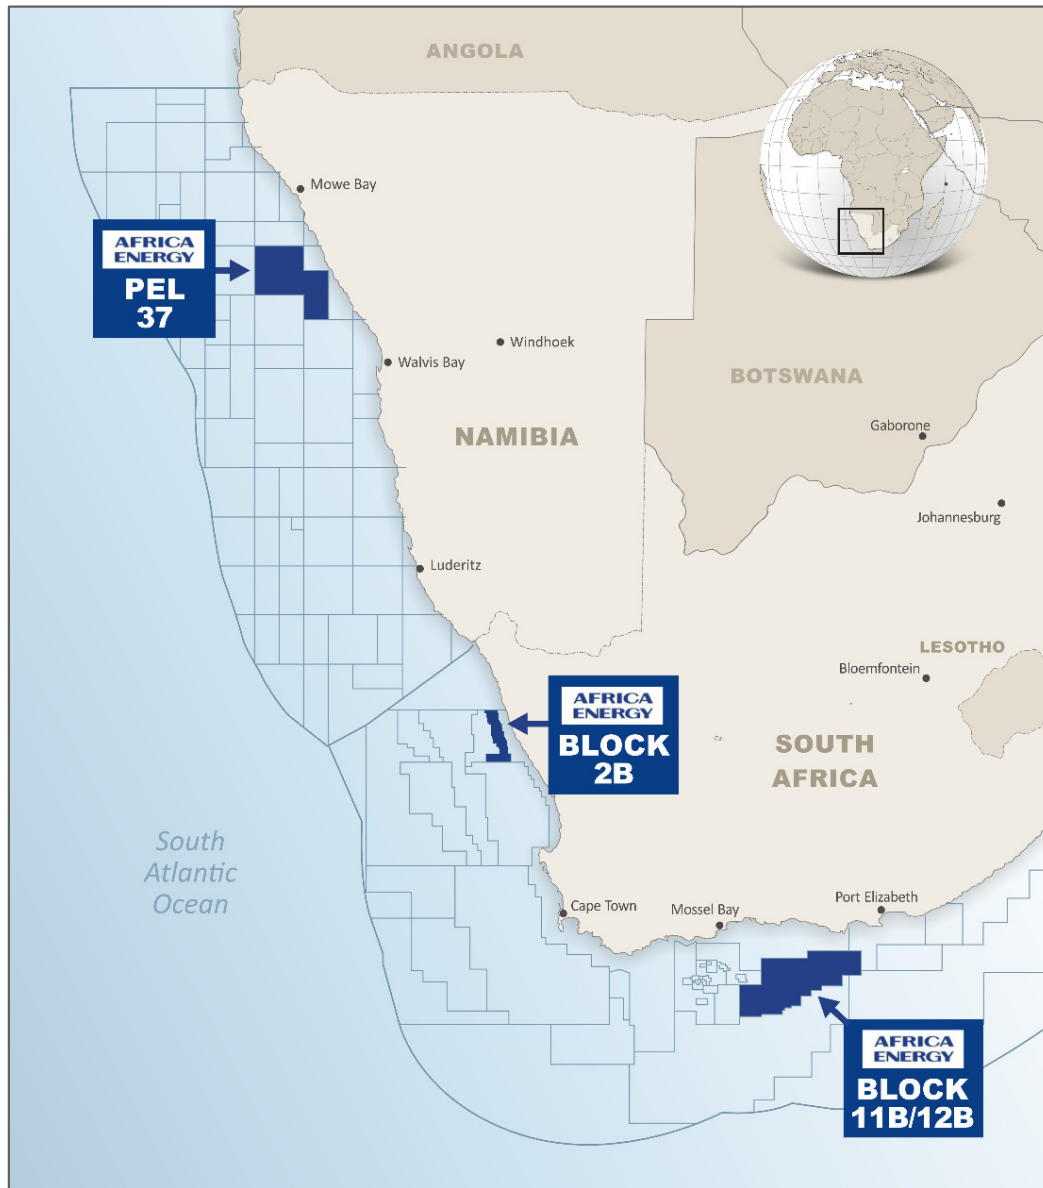 ANGOLA
Mowe Bay
AFRICA
ENERGY
PEL
37
Windhoek
Walvis Bay
BOTSWANA
NAMIBIA
Gaborone
Johannesburg
Luderitz
LESOTHO
Bloemfontein
AFRICA
ENERGY
BLOCK
2B
SOUTH
AFRICA
South
Atlantic
Ocean
Cape Town
Mossel Bay
Port Elizabeth
AFRICA
ENERGY
BLOCK
11B/12B